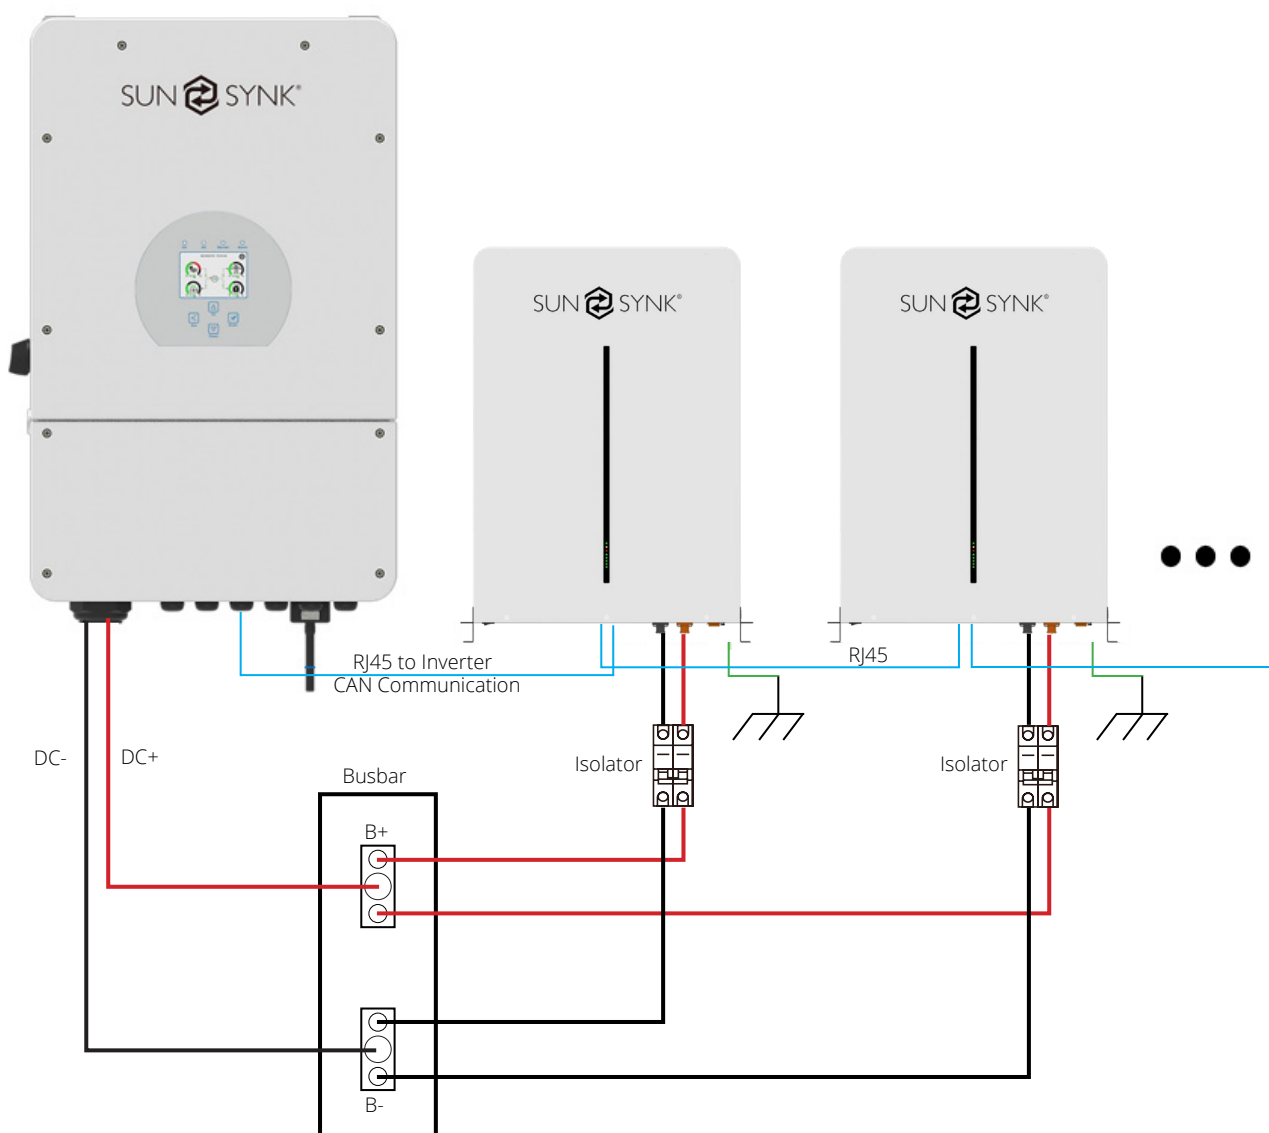 SUN SYNK®
SUN SYNK®
SUN SYNK®
RJ45 to Inverter
CAN Communication
RJ45
DC-
DC+
Isolator
Isolator
Busbar
B+
B-